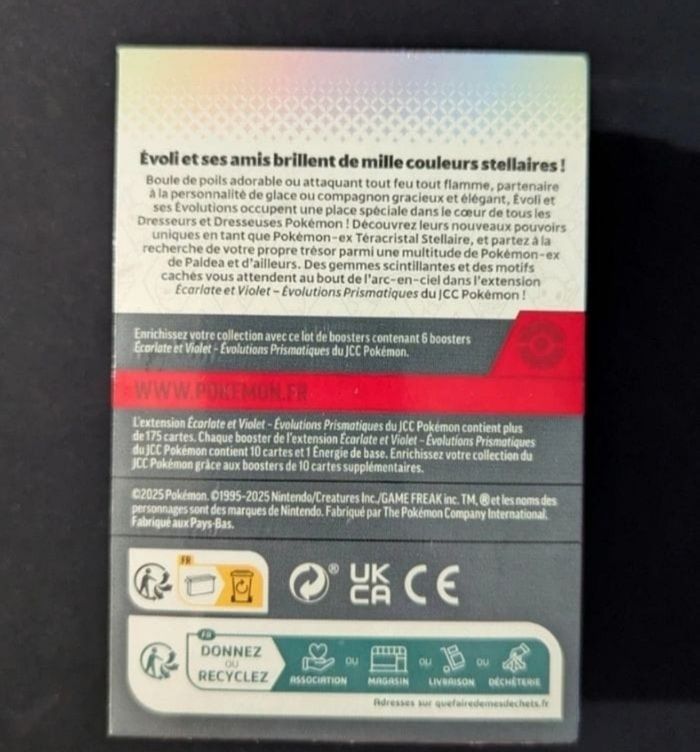 Évoli et ses amis brillent de mille couleurs stellaires !
Boule de poils adorable ou attaquant tout feu tout flamme, partenaire
à la personnalité de glace ou compagnon gracieux et élégant, Évoli et
ses Évolutions occupent une place spéciale dans le cœur de tous les
Dresseurs et Dresseuses Pokémon ! Découvrez leurs nouveaux pouvoirs
uniques en tant que Pokémon-ex Téracristal Stellaire, et partez à la
recherche de votre propre trésor parmi une multitude de Pokémon-ex
de Paldea et d'ailleurs. Des gemmes scintillantes et des motifs
cachés vous attendent au bout de l'arc-en-ciel dans l'extension
Écarlate et Violet – Évolutions Prismatiques du JCC Pokémon !
Enrichissez votre collection avec ce lot de boosters contenant 6 boosters
Écarlate et Violet – Évolutions Prismatiques du JCC Pokémon.
WWW.POKEMON.FR
L'extension Écarlate et Violet – Évolutions Prismatiques du JCC Pokémon contient plus
de 175 cartes. Chaque booster de l'extension Écarlate et Violet – Évolutions Prismatiques
du JCC Pokémon contient 10 cartes et 1 Énergie de base. Enrichissez votre collection du
JCC Pokémon grâce aux boosters de 10 cartes supplémentaires.
©2025 Pokémon. ©1995-2025 Nintendo/Creatures Inc./GAME FREAK inc. TM, ® et les noms des
personnages sont des marques de Nintendo. Fabriqué par The Pokémon Company International.
Fabriqué aux Pays-Bas.
FR
® UK
CA CE
FR
DONNEZ
OU
RECYCLEZ
OU OU OU
ASSOCIATION MAGASIN LIVRAISON DÉCHÈTERIE
Adresses sur quefairedemesdechets.fr